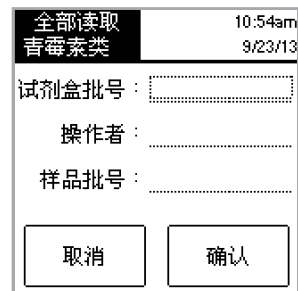 全部读取 10:54am
青霉素类 9/23/13
试剂盒批号:
操作者:
样品批号:
取消 确认